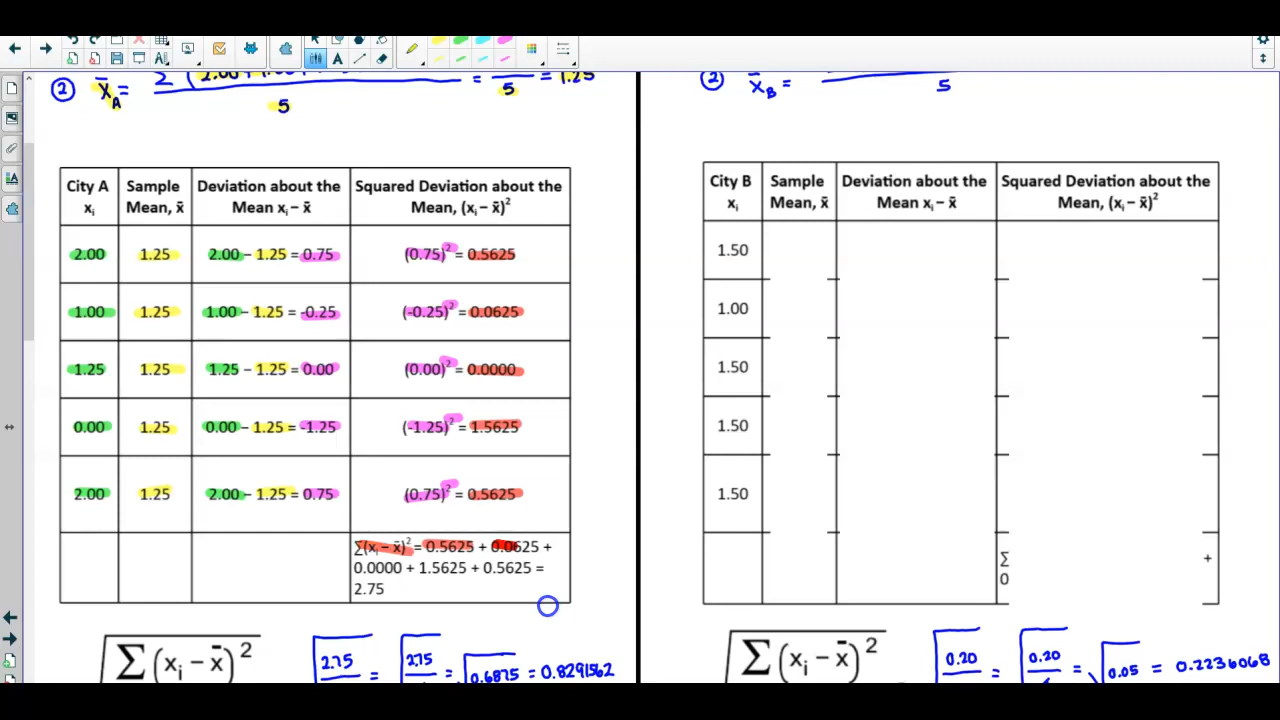 ② x̄A = Σ (2.00 + 1.00 + / 5 = / 5 = 1.25
City A xᵢ | Sample Mean, x̄ | Deviation about the Mean xᵢ – x̄ | Squared Deviation about the Mean, (xᵢ – x̄)²
2.00 | 1.25 | 2.00 – 1.25 = 0.75 | (0.75)² = 0.5625
1.00 | 1.25 | 1.00 – 1.25 = -0.25 | (-0.25)² = 0.0625
1.25 | 1.25 | 1.25 – 1.25 = 0.00 | (0.00)² = 0.0000
0.00 | 1.25 | 0.00 – 1.25 = -1.25 | (-1.25)² = 1.5625
2.00 | 1.25 | 2.00 – 1.25 = 0.75 | (0.75)² = 0.5625
∑(xᵢ – x̄)² = 0.5625 + 0.0625 +
0.0000 + 1.5625 + 0.5625 =
2.75
√∑(xᵢ – x̄)² √2.75 = √2.75 = √0.6875 = 0.8291562
② x̄B = 5
City B xᵢ | Sample Mean, x̄ | Deviation about the Mean xᵢ – x̄ | Squared Deviation about the Mean, (xᵢ – x̄)²
1.50
1.00
1.50
1.50
1.50
∑ +
0
√∑(xᵢ – x̄)² √0.20 = √0.20 = √0.05 = 0.2236068